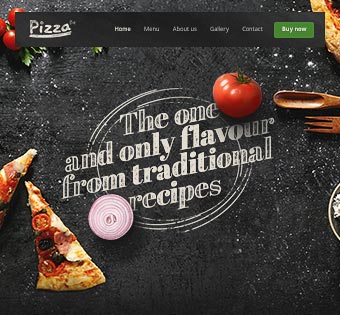 Pizza
Home Menu About us Gallery Contact Buy now
The one
and only flavour
from traditional
recipes